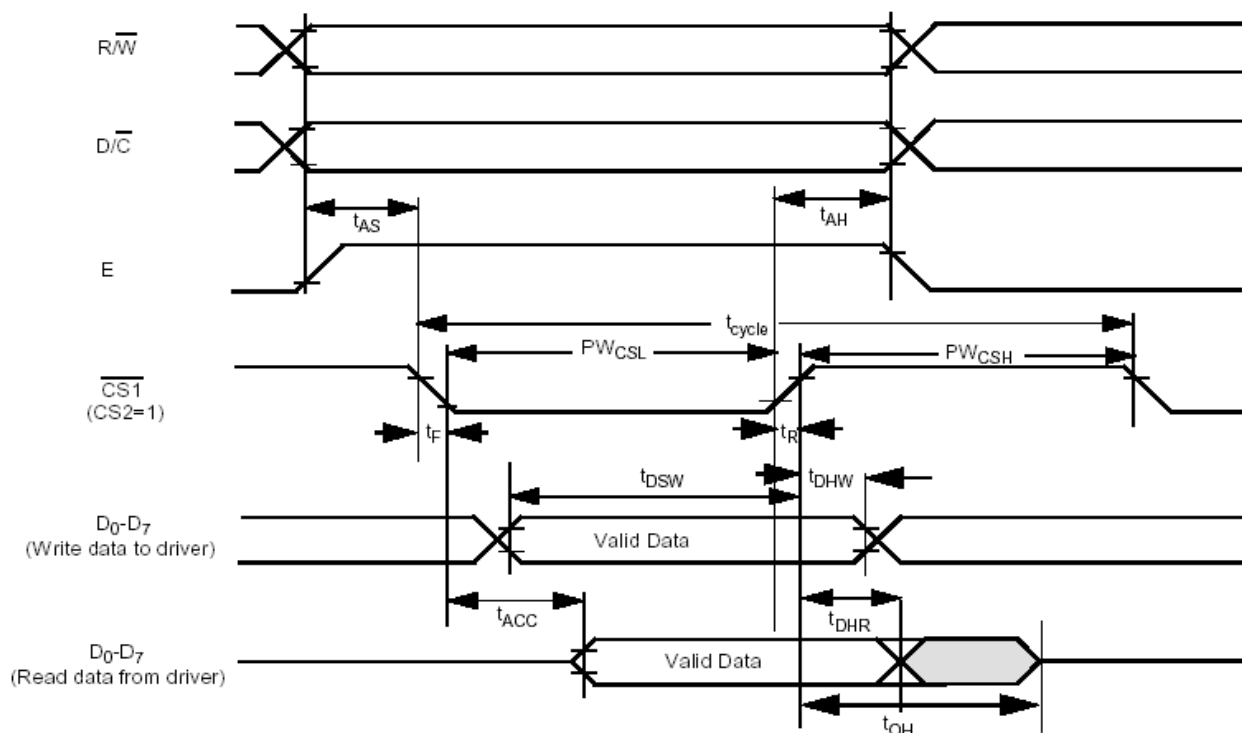 R/W̅
D/C̅
tAS
tAH
E
tcycle
PWCSL
PWCSH
C̅S̅1̅
(CS2=1)
tF
tR
tDSW
tDHW
D0-D7
(Write data to driver)
Valid Data
tACC
tDHR
D0-D7
(Read data from driver)
Valid Data
tOH